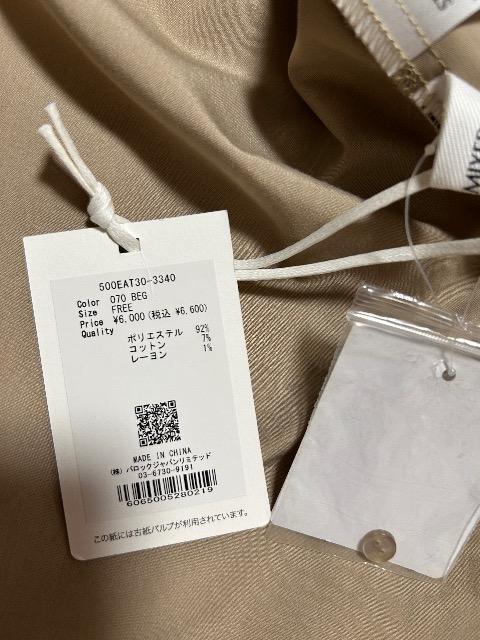 500EAT30-3340
Color 070 BEG
Size FREE
Price ¥6,000(税込 ¥6,600)
Quality
ポリエステル 92%
コットン 7%
レーヨン 1%
MADE IN CHINA
(株)バロックジャパンリミテッド
03-6730-9191
6065005280219
この紙には古紙パルプが利用されています。